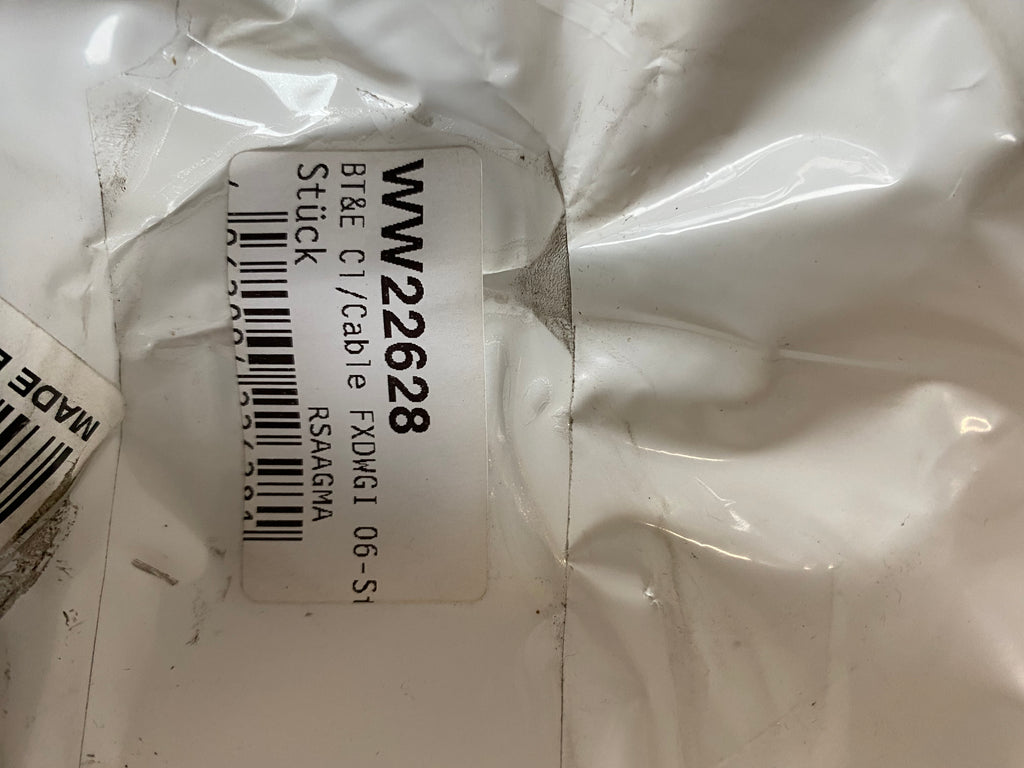 WW22628
BT&E Cl/Cable FXDWGI 06-St
Stück
RSAAGMA
MADE